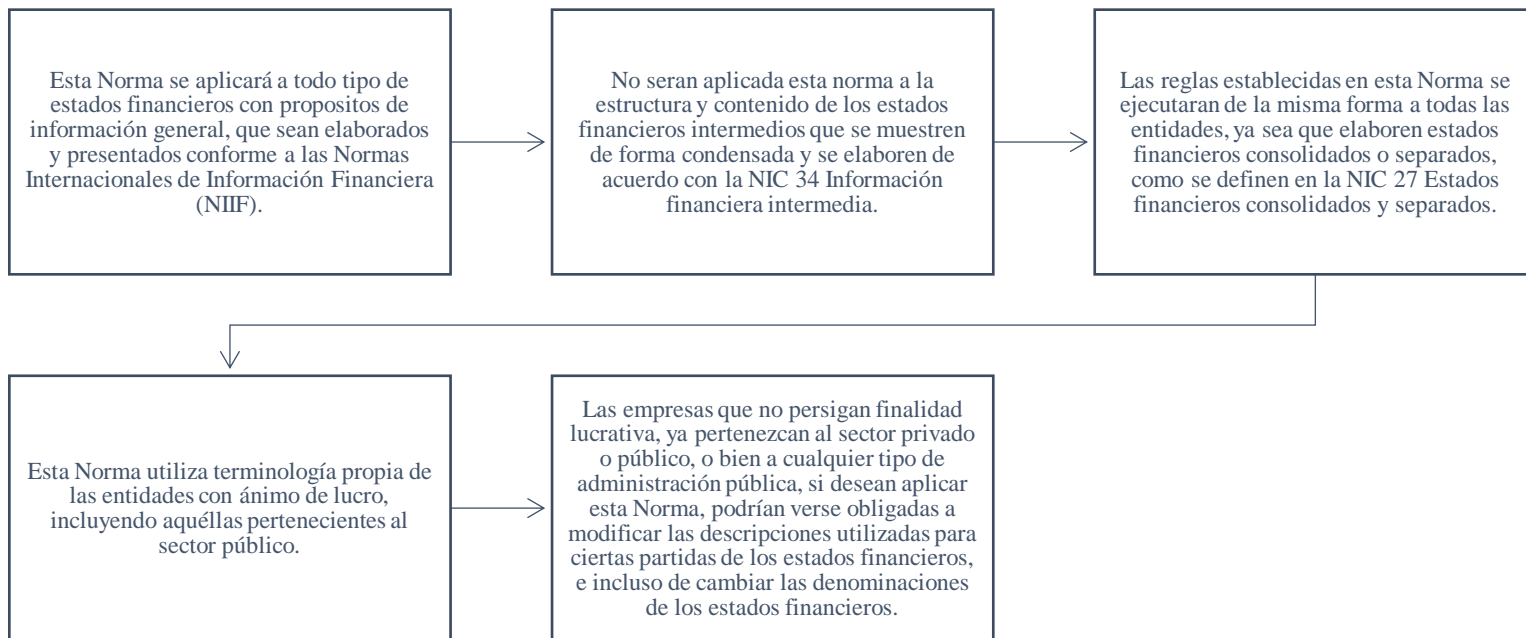 Esta Norma se aplicará a todo tipo de
estados financieros con propositos de
información general, que sean elaborados
y presentados conforme a las Normas
Internacionales de Información Financiera
(NIIF).
No seran aplicada esta norma a la
estructura y contenido de los estados
financieros intermedios que se muestren
de forma condensada y se elaboren de
acuerdo con la NIC 34 Información
financiera intermedia.
Las reglas establecidas en esta Norma se
ejecutaran de la misma forma a todas las
entidades, ya sea que elaboren estados
financieros consolidados o separados,
como se definen en la NIC 27 Estados
financieros consolidados y separados.
Esta Norma utiliza terminología propia de
las entidades con ánimo de lucro,
incluyendo aquéllas pertenecientes al
sector público.
Las empresas que no persigan finalidad
lucrativa, ya pertenezcan al sector privado
o público, o bien a cualquier tipo de
administración pública, si desean aplicar
esta Norma, podrían verse obligadas a
modificar las descripciones utilizadas para
ciertas partidas de los estados financieros,
e incluso de cambiar las denominaciones
de los estados financieros.